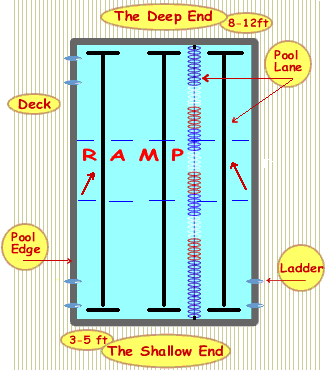 The Deep End
8-12ft
Pool
Lane
Deck
R A M P
Pool
Edge
Ladder
3-5 ft
The Shallow End